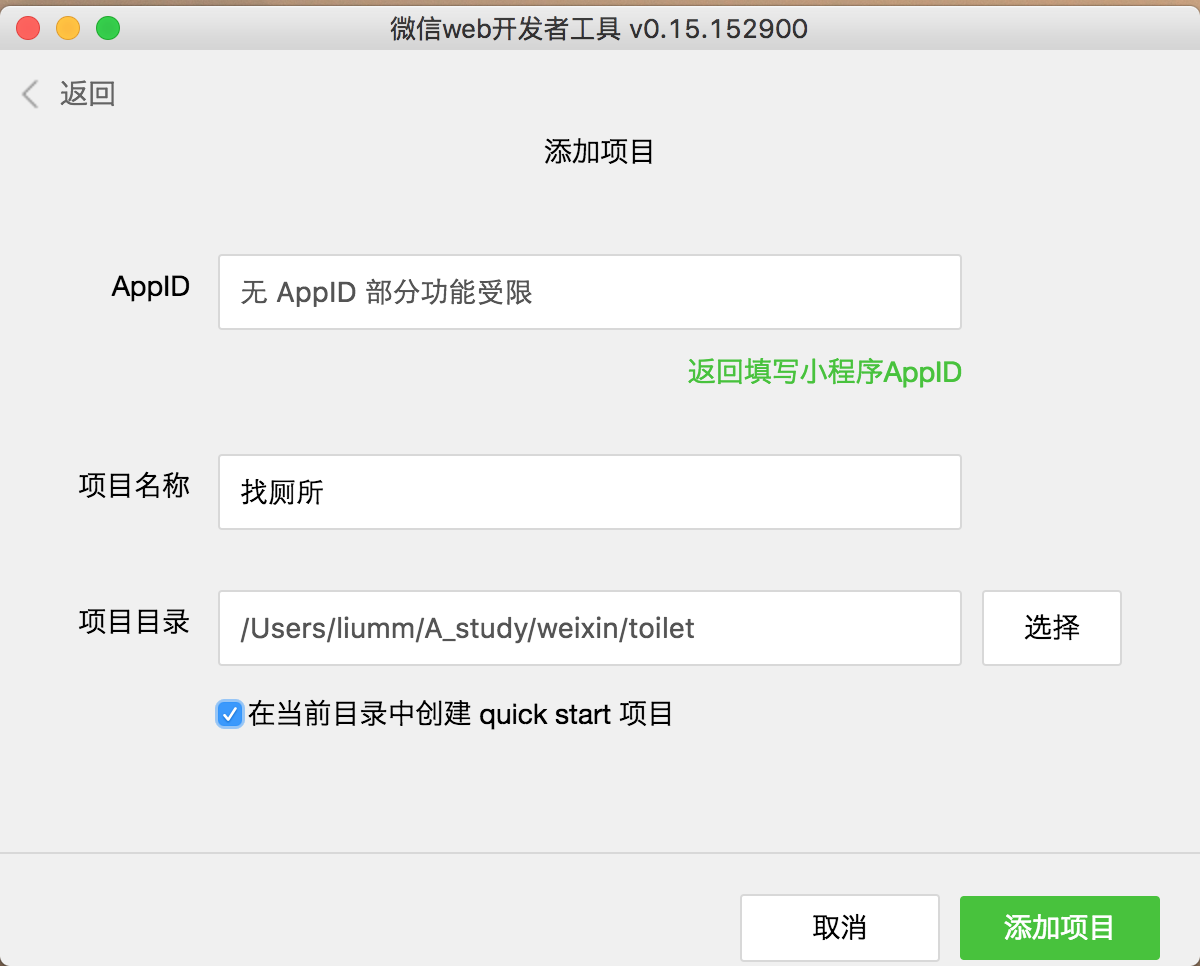 微信web开发者工具 v0.15.152900
返回
添加项目
AppID 无 AppID 部分功能受限
返回填写小程序AppID
项目名称 找厕所
项目目录 /Users/liumm/A_study/weixin/toilet 选择
在当前目录中创建 quick start 项目
取消 添加项目